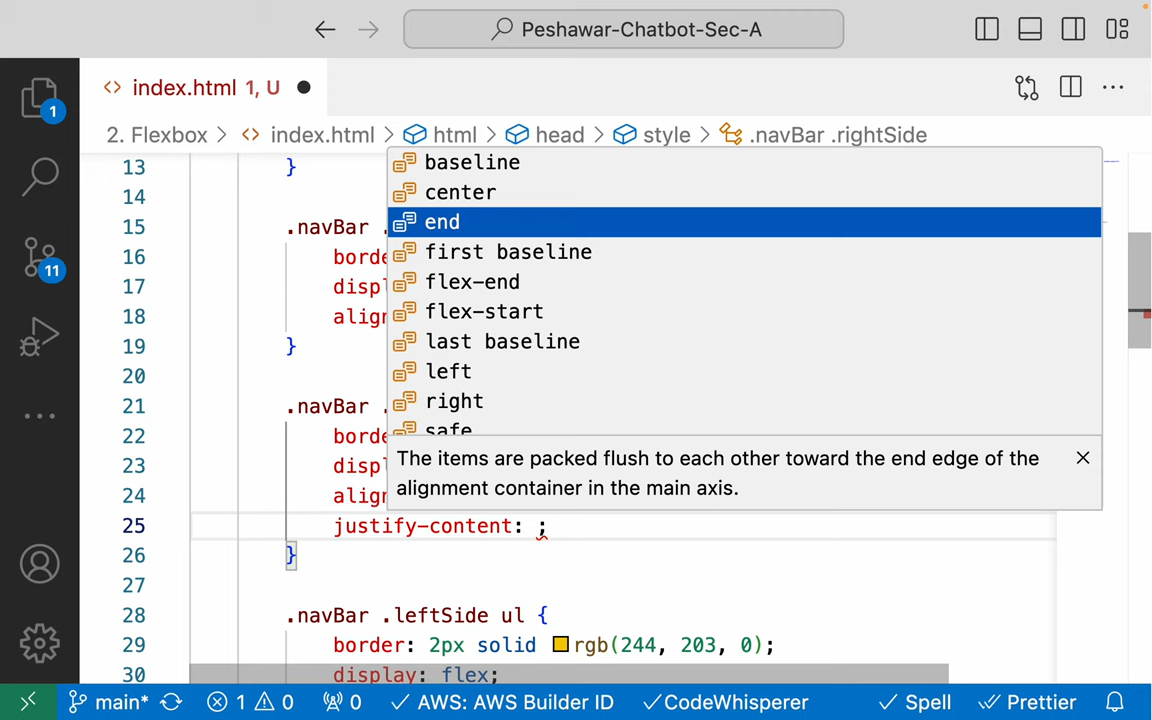 Peshawar-Chatbot-Sec-A
index.html 1, U
2. Flexbox > index.html > html > head > style > .navBar .rightSide
13 }
14
15 .navBar .
16 borde
17 disp
18 align
19 }
20
21 .navBar .
22 borde
23 disp
24 align
25 justify-content: ;
26 }
27
28 .navBar .leftSide ul {
29 border: 2px solid rgb(244, 203, 0);
30 display: flex;
baseline
center
end
first baseline
flex-end
flex-start
last baseline
left
right
safe
The items are packed flush to each other toward the end edge of the
alignment container in the main axis.
1
11
main* 1 0 0 AWS: AWS Builder ID CodeWhisperer Spell Prettier